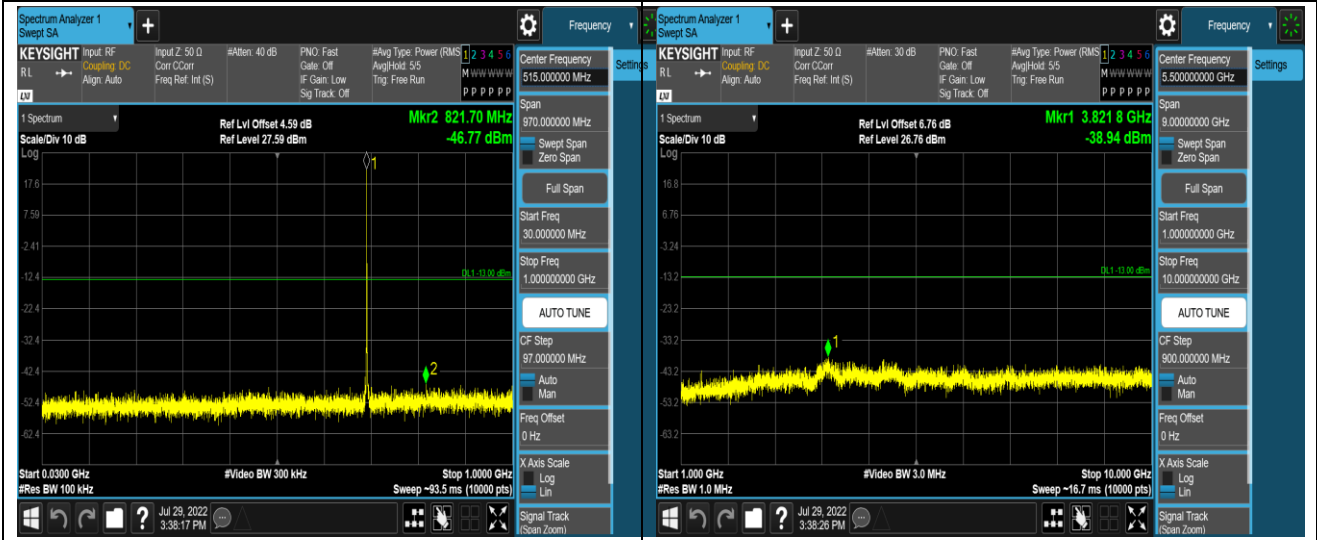 Spectrum Analyzer 1
Swept SA
+
Frequency
KEYSIGHT
RL
LXI
Input: RF
Coupling: DC
Align: Auto
Input Z: 50 Ω
Corr CCorr
Freq Ref: Int (S)
#Atten: 40 dB
PNO: Fast
Gate: Off
IF Gain: Low
Sig Track: Off
#Avg Type: Power (RMS
Avg|Hold: 5/5
Trig: Free Run
1 2 3 4 5 6
M W W W W W
P P P P P P
Center Frequency
515.000000 MHz
Settings
1 Spectrum
Scale/Div 10 dB
Log
Ref Lvl Offset 4.59 dB
Ref Level 27.59 dBm
Mkr2 821.70 MHz
-46.77 dBm
Span
970.000000 MHz
Swept Span
Zero Span
Full Span
Start Freq
30.000000 MHz
Stop Freq
1.000000000 GHz
AUTO TUNE
CF Step
97.000000 MHz
Auto
Man
Freq Offset
0 Hz
X Axis Scale
Log
Lin
Signal Track
(Span Zoom)
1
17.6
7.59
-2.41
DL1 -13.00 dBm
-12.4
-22.4
-32.4
-42.4
2
-52.4
-62.4
Start 0.0300 GHz
#Res BW 100 kHz
#Video BW 300 kHz
Stop 1.0000 GHz
Sweep ~93.5 ms (10000 pts)
?
Jul 29, 2022
3:38:17 PM
Spectrum Analyzer 1
Swept SA
+
Frequency
KEYSIGHT
RL
LXI
Input: RF
Coupling: DC
Align: Auto
Input Z: 50 Ω
Corr CCorr
Freq Ref: Int (S)
#Atten: 30 dB
PNO: Fast
Gate: Off
IF Gain: Low
Sig Track: Off
#Avg Type: Power (RMS
Avg|Hold: 5/5
Trig: Free Run
1 2 3 4 5 6
M W W W W W
P P P P P P
Center Frequency
5.500000000 GHz
Settings
1 Spectrum
Scale/Div 10 dB
Log
Ref Lvl Offset 6.76 dB
Ref Level 26.76 dBm
Mkr1 3.821 8 GHz
-38.94 dBm
Span
9.00000000 GHz
Swept Span
Zero Span
Full Span
Start Freq
1.000000000 GHz
Stop Freq
10.000000000 GHz
AUTO TUNE
CF Step
900.000000 MHz
Auto
Man
Freq Offset
0 Hz
X Axis Scale
Log
Lin
Signal Track
(Span Zoom)
16.8
6.76
-3.24
DL1 -13.00 dBm
-13.2
-23.2
-33.2
1
-43.2
-53.2
-63.2
Start 1.000 GHz
#Res BW 1.0 MHz
#Video BW 3.0 MHz
Stop 10.000 GHz
Sweep ~16.7 ms (10000 pts)
?
Jul 29, 2022
3:38:26 PM